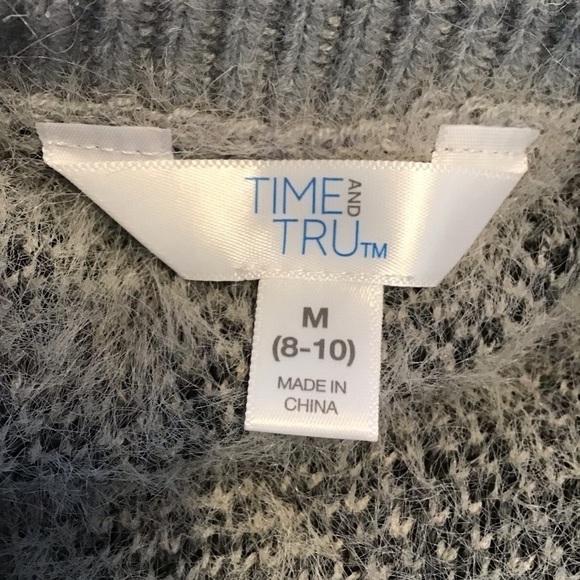 TIME AND
TRU™
M
(8-10)
MADE IN
CHINA